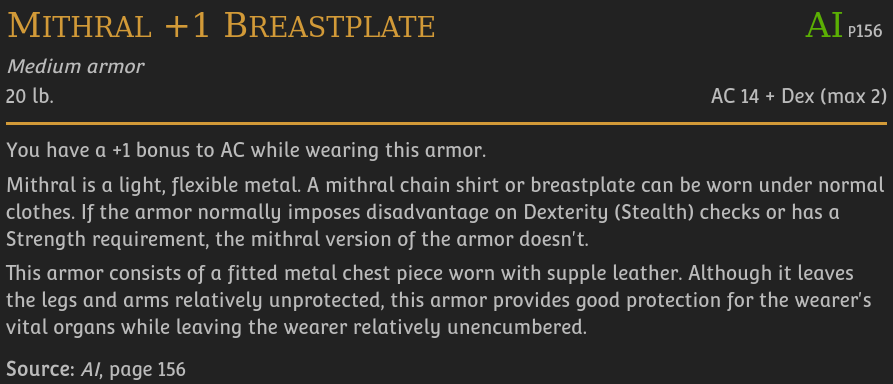 Mithral +1 Breastplate AI P156
Medium armor
20 lb. AC 14 + Dex (max 2)
You have a +1 bonus to AC while wearing this armor.
Mithral is a light, flexible metal. A mithral chain shirt or breastplate can be worn under normal
clothes. If the armor normally imposes disadvantage on Dexterity (Stealth) checks or has a
Strength requirement, the mithral version of the armor doesn't.
This armor consists of a fitted metal chest piece worn with supple leather. Although it leaves
the legs and arms relatively unprotected, this armor provides good protection for the wearer's
vital organs while leaving the wearer relatively unencumbered.
Source: AI, page 156